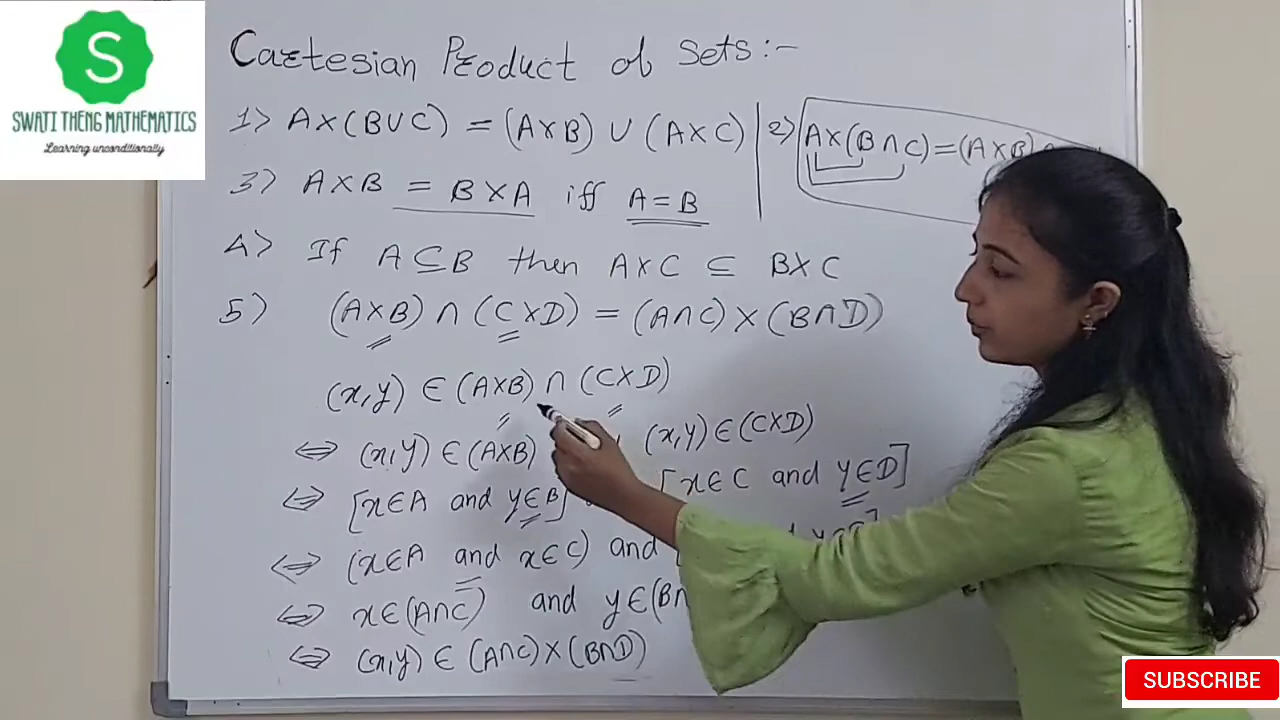 S
SWATI THENG MATHEMATICS
Learning unconditionally
Cartesian Product of sets :-
1> A×(B∪C) = (A×B) ∪ (A×C)
2> A×(B∩C)=(A×B)
3> A×B = B×A iff A=B
4> If A⊆B then A×C ⊆ B×C
5> (A×B) ∩ (C×D) = (A∩C)×(B∩D)
(x,y) ∈ (A×B) ∩ (C×D)
⇔ (x,y) ∈ (A×B) (x,y)∈(C×D)
⇔ [x∈A and y∈B] [x∈C and y∈D]
⇔ (x∈A and x∈C) and
⇔ x∈(A∩C) and y∈(B∩
⇔ (x,y) ∈ (A∩C)×(B∩D)
SUBSCRIBE